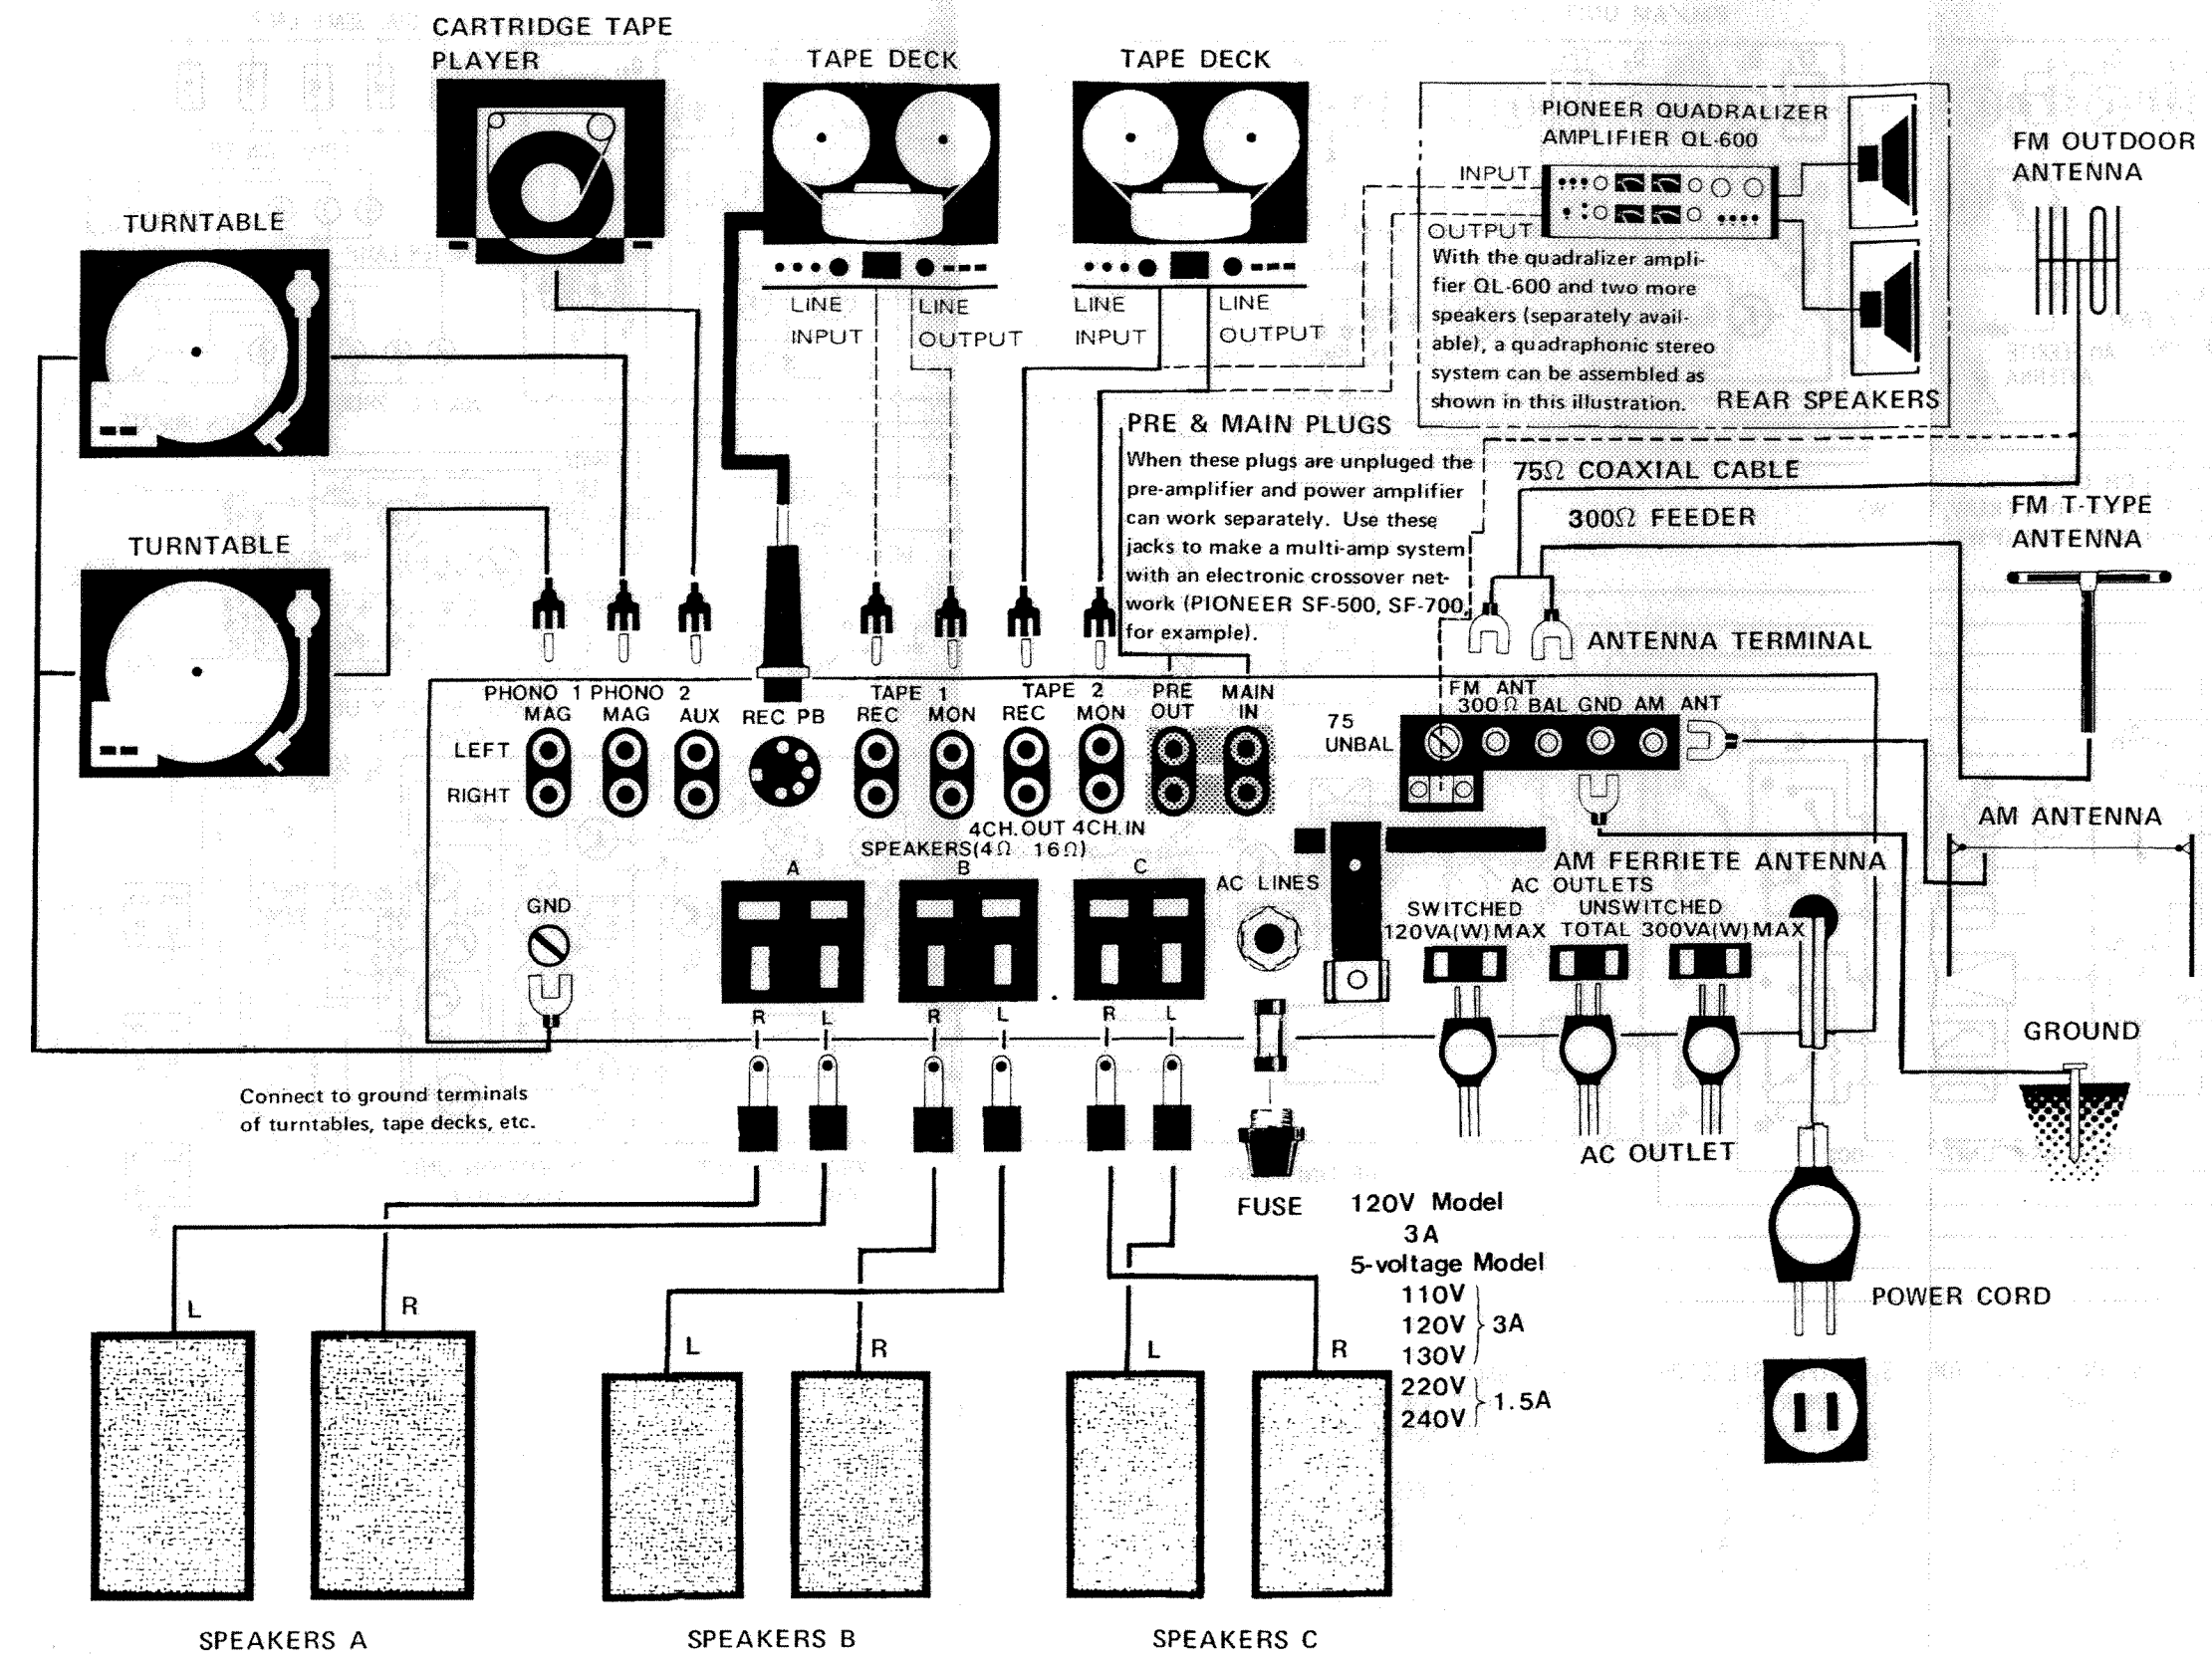 CARTRIDGE TAPE
PLAYER
TAPE DECK
TAPE DECK
PIONEER QUADRALIZER
AMPLIFIER QL-600
INPUT
OUTPUT
With the quadralizer ampli-
fier QL-600 and two more
speakers (separately avail-
able), a quadraphonic stereo
system can be assembled as
shown in this illustration.
REAR SPEAKERS
FM OUTDOOR
ANTENNA
TURNTABLE
LINE
INPUT
LINE
OUTPUT
LINE
INPUT
LINE
OUTPUT
PRE & MAIN PLUGS
When these plugs are unpluged the
pre-amplifier and power amplifier
can work separately. Use these
jacks to make a multi-amp system
with an electronic crossover net-
work (PIONEER SF-500, SF-700,
for example).
75Ω COAXIAL CABLE
300Ω FEEDER
FM T-TYPE
ANTENNA
TURNTABLE
ANTENNA TERMINAL
PHONO 1 PHONO 2
MAG MAG AUX REC PB
TAPE 1
REC MON
TAPE 2
REC MON
PRE
OUT
MAIN
IN
FM ANT
300Ω BAL GND AM ANT
75
UNBAL
LEFT
RIGHT
4CH.OUT 4CH.IN
SPEAKERS(4Ω 16Ω)
A B C
AC LINES
AM ANTENNA
AM FERRIETE ANTENNA
AC OUTLETS
SWITCHED
120VA(W)MAX
UNSWITCHED
TOTAL 300VA(W)MAX
GND
R L R L R L
GROUND
Connect to ground terminals
of turntables, tape decks, etc.
AC OUTLET
FUSE
120V Model
3A
5-voltage Model
110V
120V 3A
130V
220V
240V 1.5A
POWER CORD
L R
L R
L R
SPEAKERS A
SPEAKERS B
SPEAKERS C